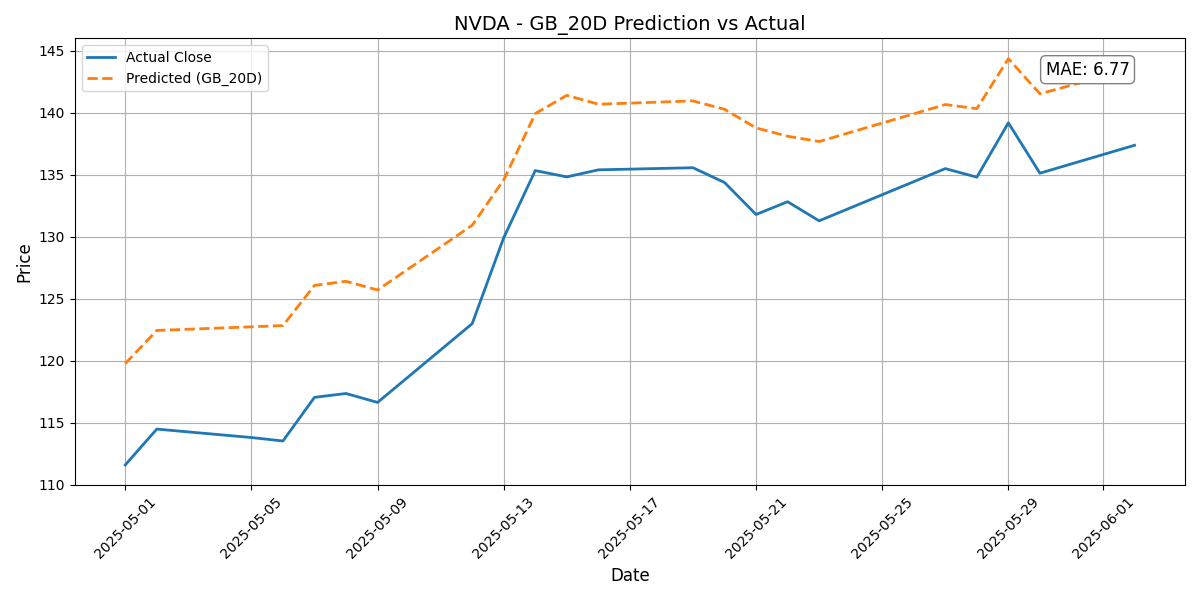 NVDA - GB_20D Prediction vs Actual
Actual Close
Predicted (GB_20D)
MAE: 6.77
Price
145
140
135
130
125
120
115
110
2025-05-01
2025-05-05
2025-05-09
2025-05-13
2025-05-17
2025-05-21
2025-05-25
2025-05-29
2025-06-01
Date